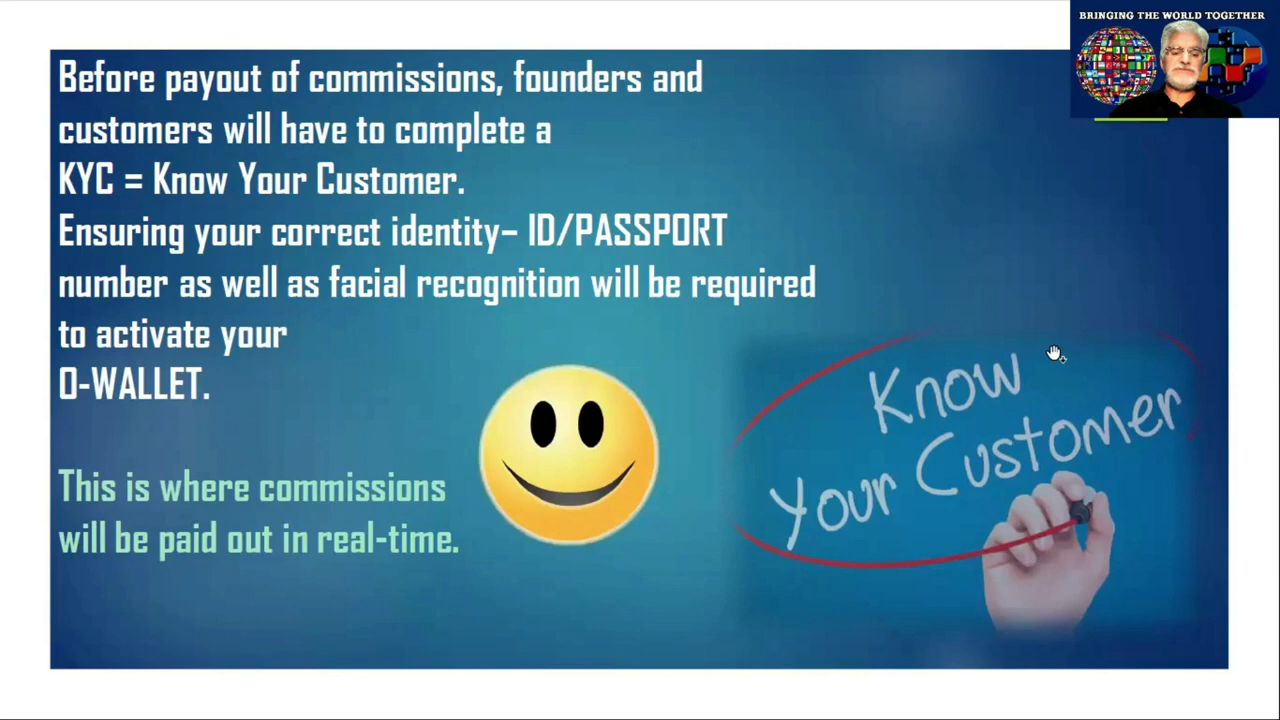 BRINGING THE WORLD TOGETHER
Before payout of commissions, founders and
customers will have to complete a
KYC = Know Your Customer.
Ensuring your correct identity– ID/PASSPORT
number as well as facial recognition will be required
to activate your
O-WALLET.
This is where commissions
will be paid out in real-time.
Know
Your Customer